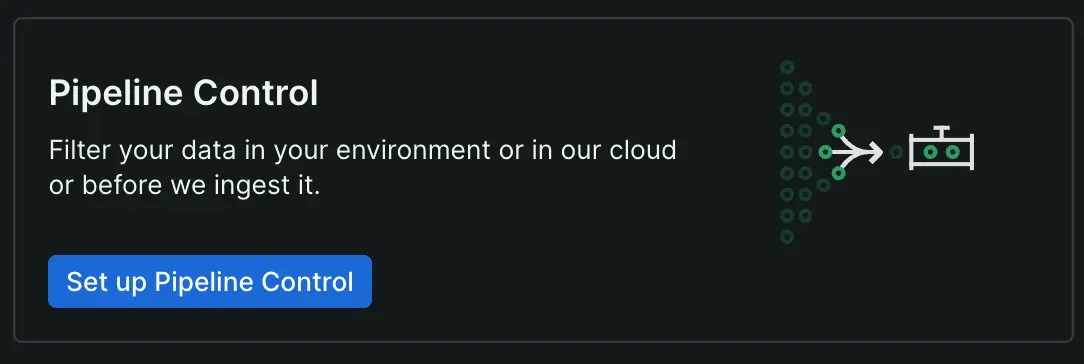 Pipeline Control
Filter your data in your environment or in our cloud
or before we ingest it.
Set up Pipeline Control